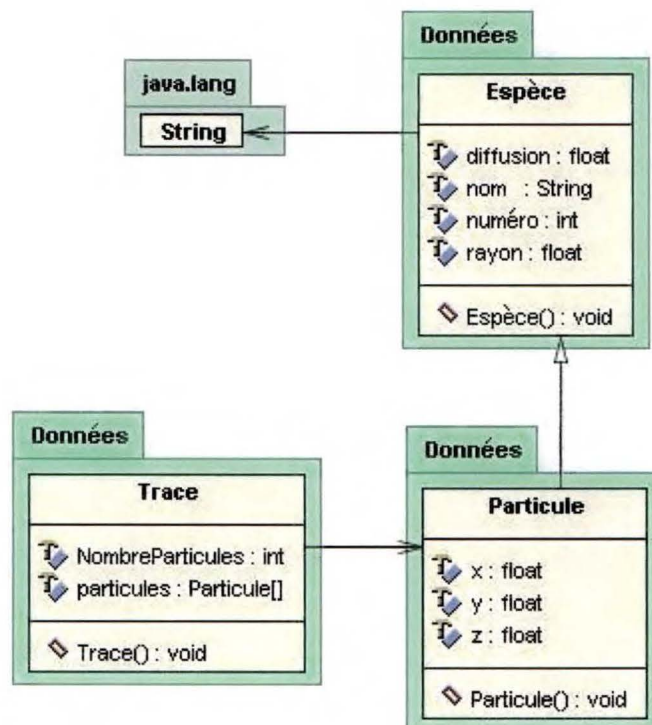 Données
Espèce
diffusion : float
nom : String
numéro : int
rayon : float
Espèce() : void
java.lang
String
Données
Trace
NombreParticules : int
particules : Particule[]
Trace() : void
Données
Particule
x : float
y : float
z : float
Particule() : void